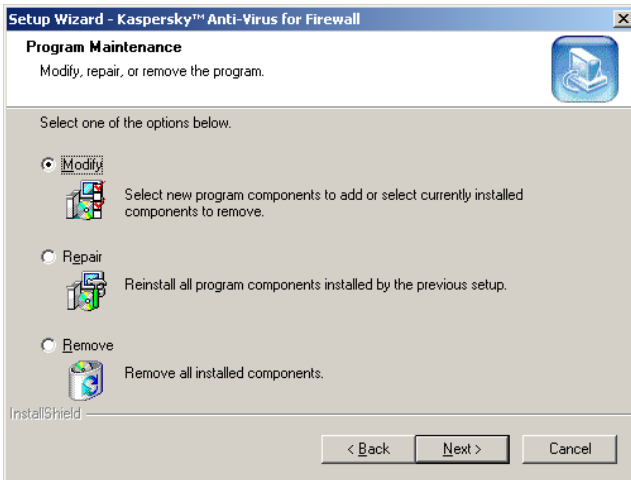 Setup Wizard - Kaspersky™ Anti-Virus for Firewall
Program Maintenance
Modify, repair, or remove the program.
Select one of the options below.
Modify
Select new program components to add or select currently installed
components to remove.
Repair
Reinstall all program components installed by the previous setup.
Remove
Remove all installed components.
InstallShield
< Back
Next >
Cancel